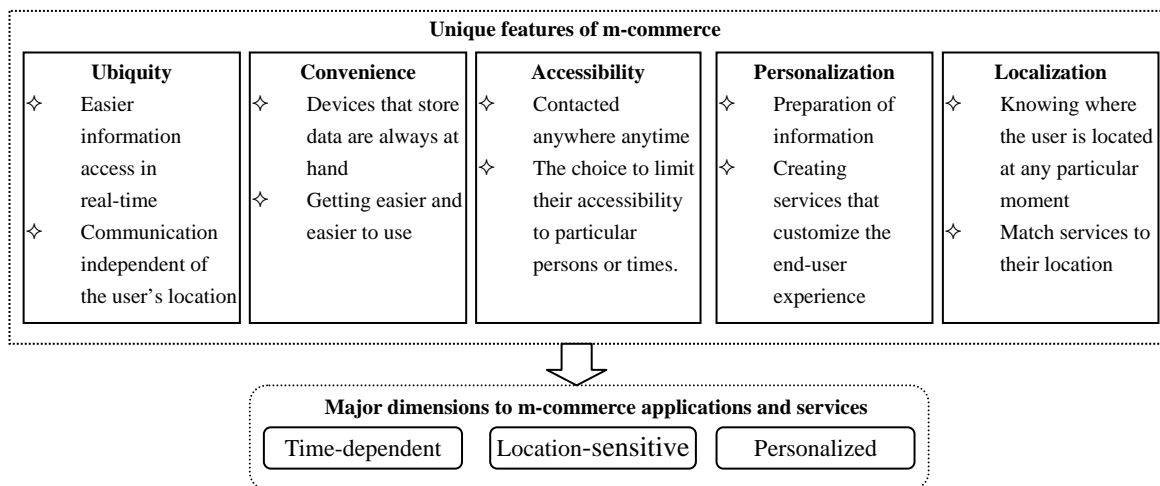 Unique features of m-commerce
Ubiquity
✧ Easier
information
access in
real-time
✧ Communication
independent of
the user's location
Convenience
✧ Devices that store
data are always at
hand
✧ Getting easier and
easier to use
Accessibility
✧ Contacted
anywhere anytime
✧ The choice to limit
their accessibility
to particular
persons or times.
Personalization
✧ Preparation of
information
✧ Creating
services that
customize the
end-user
experience
Localization
✧ Knowing where
the user is located
at any particular
moment
✧ Match services to
their location
Major dimensions to m-commerce applications and services
Time-dependent
Location-sensitive
Personalized